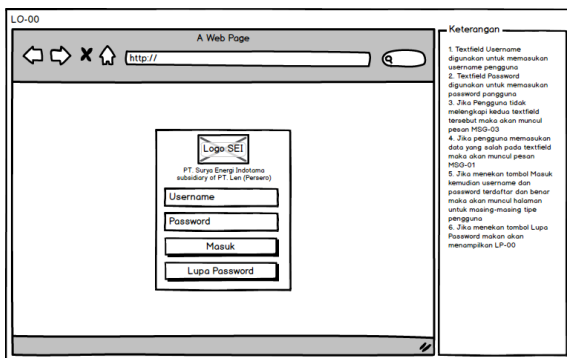 LO-00
A Web Page
http://
Logo SEI
PT. Surya Energi Indotama
subsidiary of PT. Len (Persero)
Username
Password
Masuk
Lupa Password
Keterangan
1. Textfield Username
digunakan untuk memasukan
username pengguna
2. Textfield Password
digunakan untuk memasukan
password pangguna
3. Jika Pengguna tidak
melengkapi kedua textfield
tersebut maka akan muncul
pesan MSG-03
4. Jika pengguna memasukan
data yang salah pada textfield
maka akan muncul pesan
MSG-01
5. Jika menekan tombol Masuk
kemudian username dan
password terdaftar dan benar
maka akan muncul halaman
untuk masing-masing tipe
pengguna
6. Jika menekan tombol Lupa
Password makan akan
menampilkan LP-00